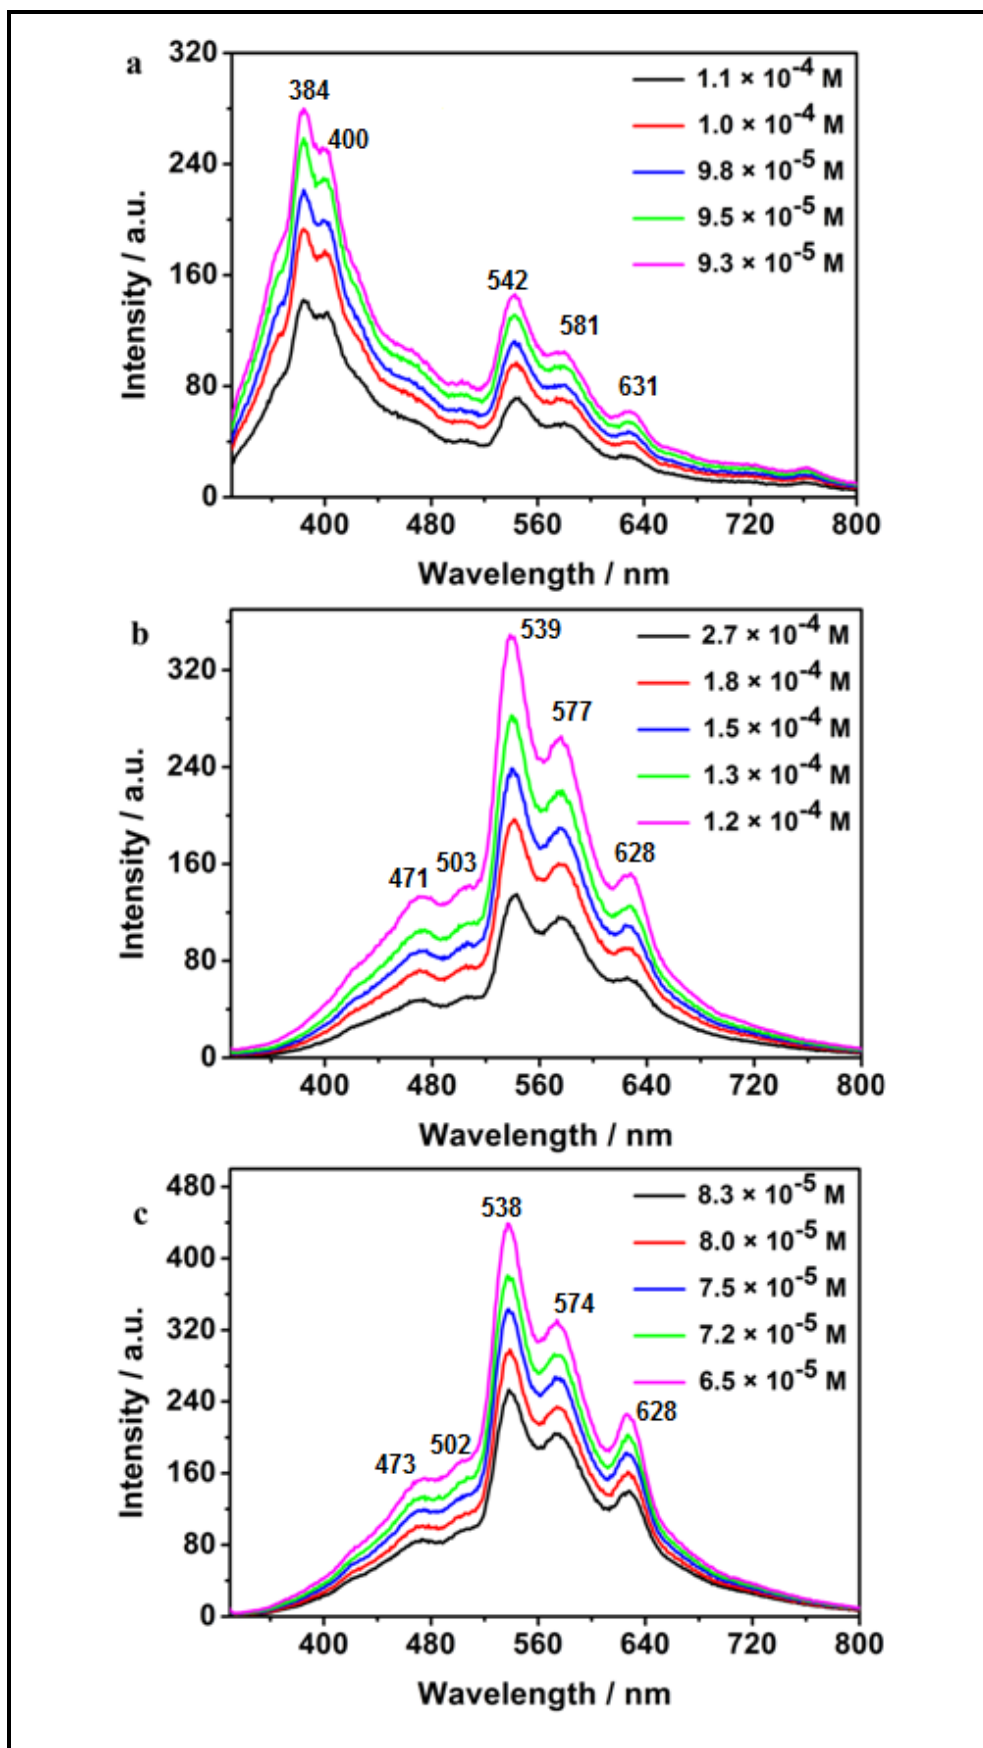 a
320
240
160
80
0
Intensity / a.u.
384
400
542
581
631
1.1 × 10⁻⁴ M
1.0 × 10⁻⁴ M
9.8 × 10⁻⁵ M
9.5 × 10⁻⁵ M
9.3 × 10⁻⁵ M
400 480 560 640 720 800
Wavelength / nm
b
320
240
160
80
0
Intensity / a.u.
471
503
539
577
628
2.7 × 10⁻⁴ M
1.8 × 10⁻⁴ M
1.5 × 10⁻⁴ M
1.3 × 10⁻⁴ M
1.2 × 10⁻⁴ M
400 480 560 640 720 800
Wavelength / nm
c
480
400
320
240
160
80
0
Intensity / a.u.
473
502
538
574
628
8.3 × 10⁻⁵ M
8.0 × 10⁻⁵ M
7.5 × 10⁻⁵ M
7.2 × 10⁻⁵ M
6.5 × 10⁻⁵ M
400 480 560 640 720 800
Wavelength / nm